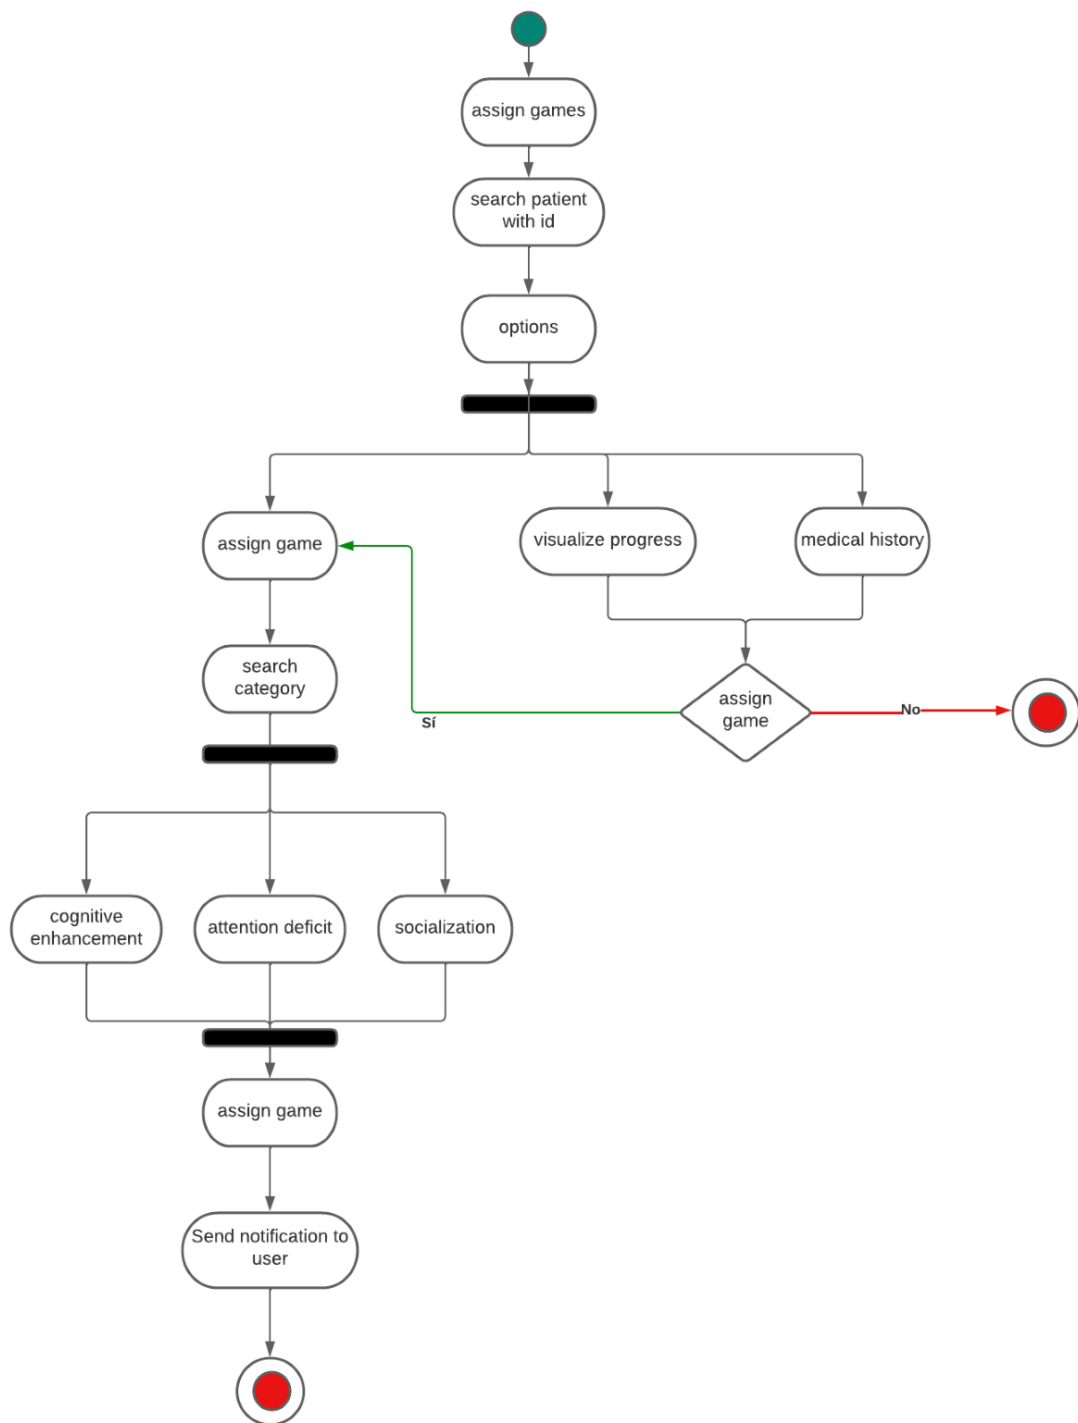 assign games
search patient
with id
options
assign game
visualize progress
medical history
search
category
assign
game
Sí
No
cognitive
enhancement
attention deficit
socialization
assign game
Send notification to
user